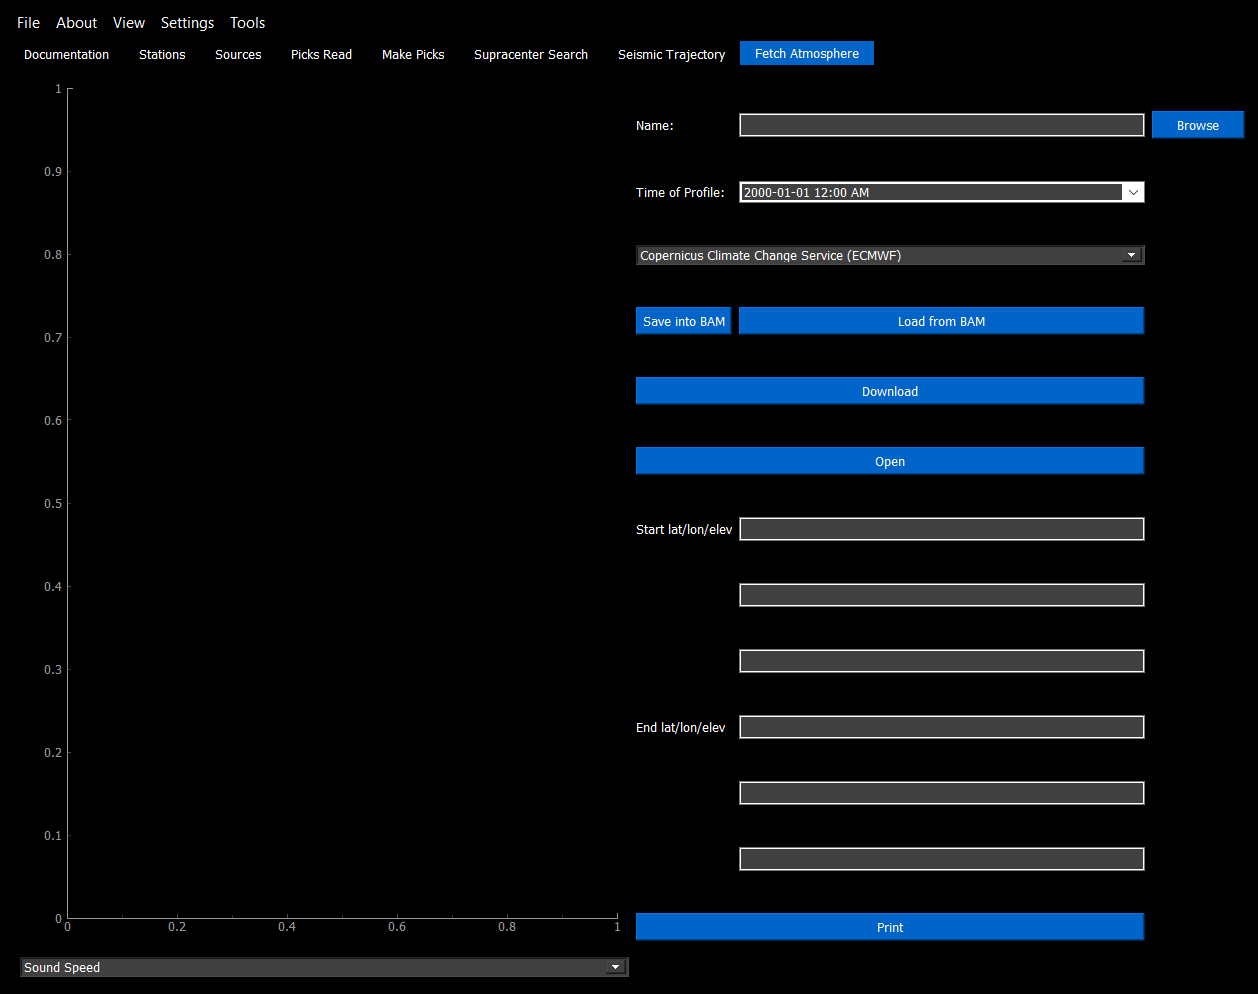 File About View Settings Tools
Documentation Stations Sources Picks Read Make Picks Supracenter Search Seismic Trajectory Fetch Atmosphere
1
0.9
0.8
0.7
0.6
0.5
0.4
0.3
0.2
0.1
0
0 0.2 0.4 0.6 0.8 1
Sound Speed
Name: Browse
Time of Profile: 2000-01-01 12:00 AM
Copernicus Climate Change Service (ECMWF)
Save into BAM Load from BAM
Download
Open
Start lat/lon/elev
End lat/lon/elev
Print